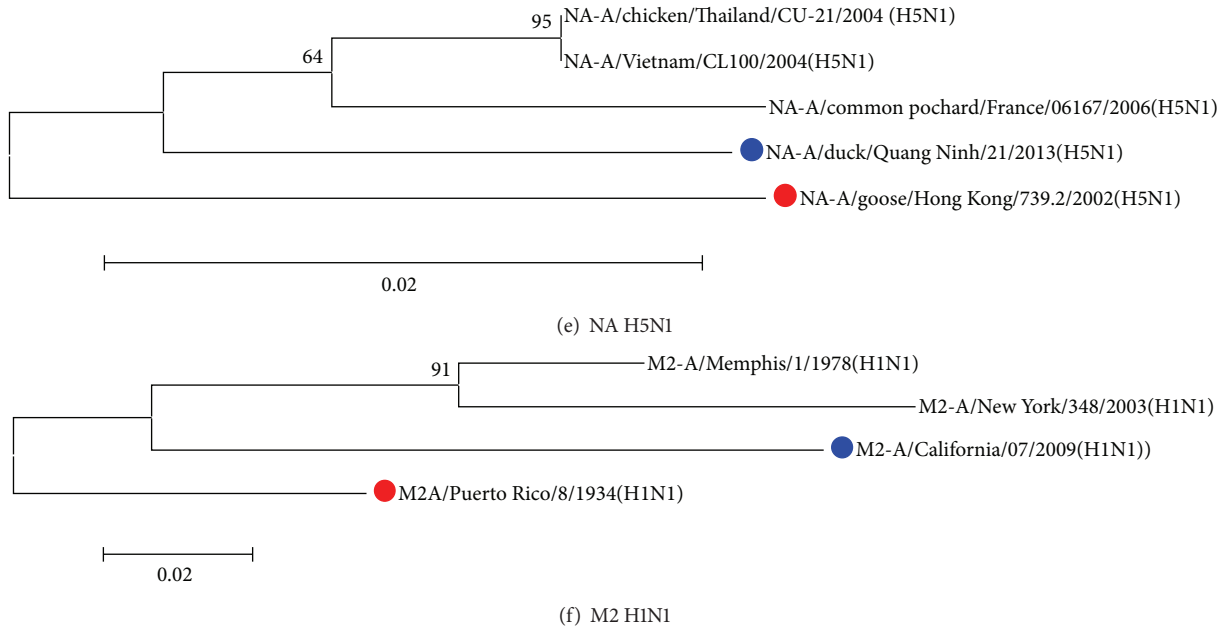 95
NA-A/chicken/Thailand/CU-21/2004 (H5N1)
64
NA-A/Vietnam/CL100/2004(H5N1)
NA-A/common pochard/France/06167/2006(H5N1)
NA-A/duck/Quang Ninh/21/2013(H5N1)
NA-A/goose/Hong Kong/739.2/2002(H5N1)
0.02
(e) NA H5N1
91
M2-A/Memphis/1/1978(H1N1)
M2-A/New York/348/2003(H1N1)
M2-A/California/07/2009(H1N1))
M2A/Puerto Rico/8/1934(H1N1)
0.02
(f) M2 H1N1